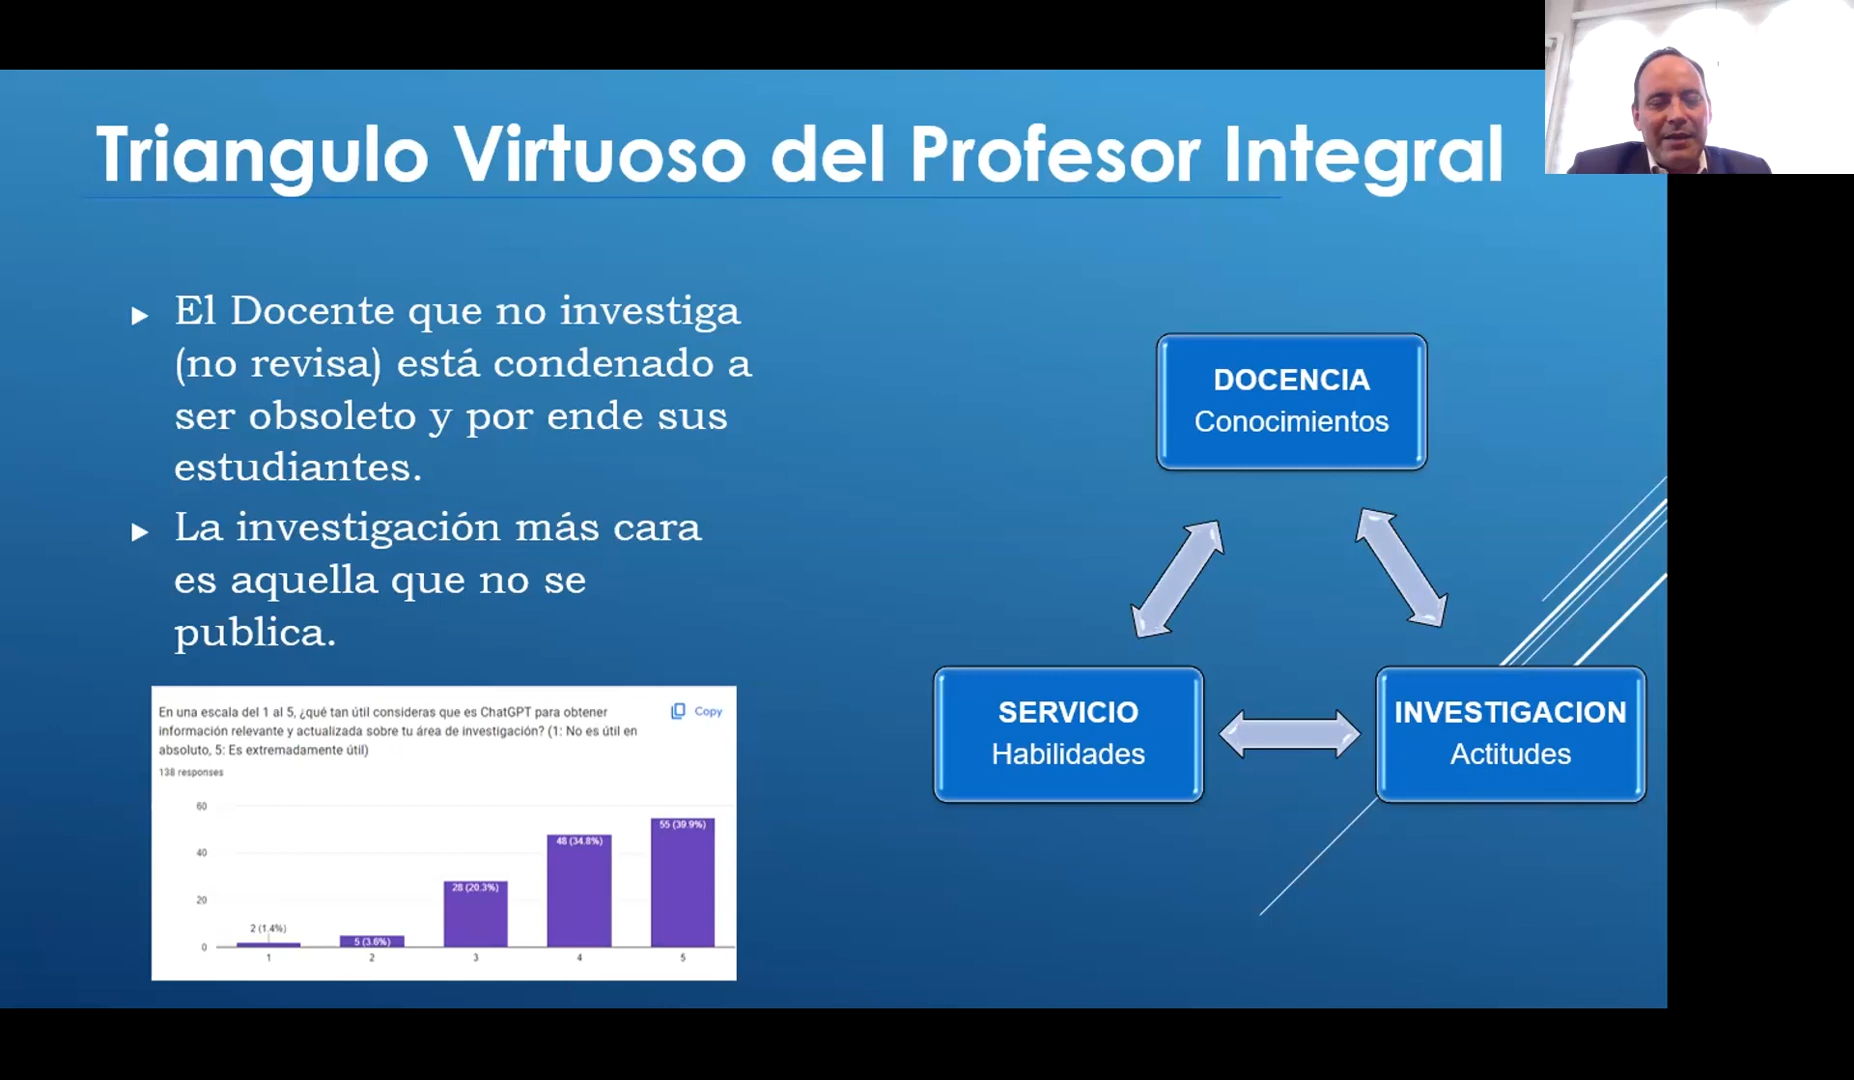 Triangulo Virtuoso del Profesor Integral
El Docente que no investiga
(no revisa) está condenado a
ser obsoleto y por ende sus
estudiantes.
La investigación más cara
es aquella que no se
publica.
En una escala del 1 al 5, ¿qué tan útil consideras que es ChatGPT para obtener
información relevante y actualizada sobre tu área de investigación? (1: No es útil en
absoluto, 5: Es extremadamente útil)
Copy
138 responses
60
40
20
0
2 (1.4%)
5 (3.6%)
28 (20.3%)
48 (34.8%)
55 (39.9%)
1
2
3
4
5
DOCENCIA
Conocimientos
SERVICIO
Habilidades
INVESTIGACION
Actitudes